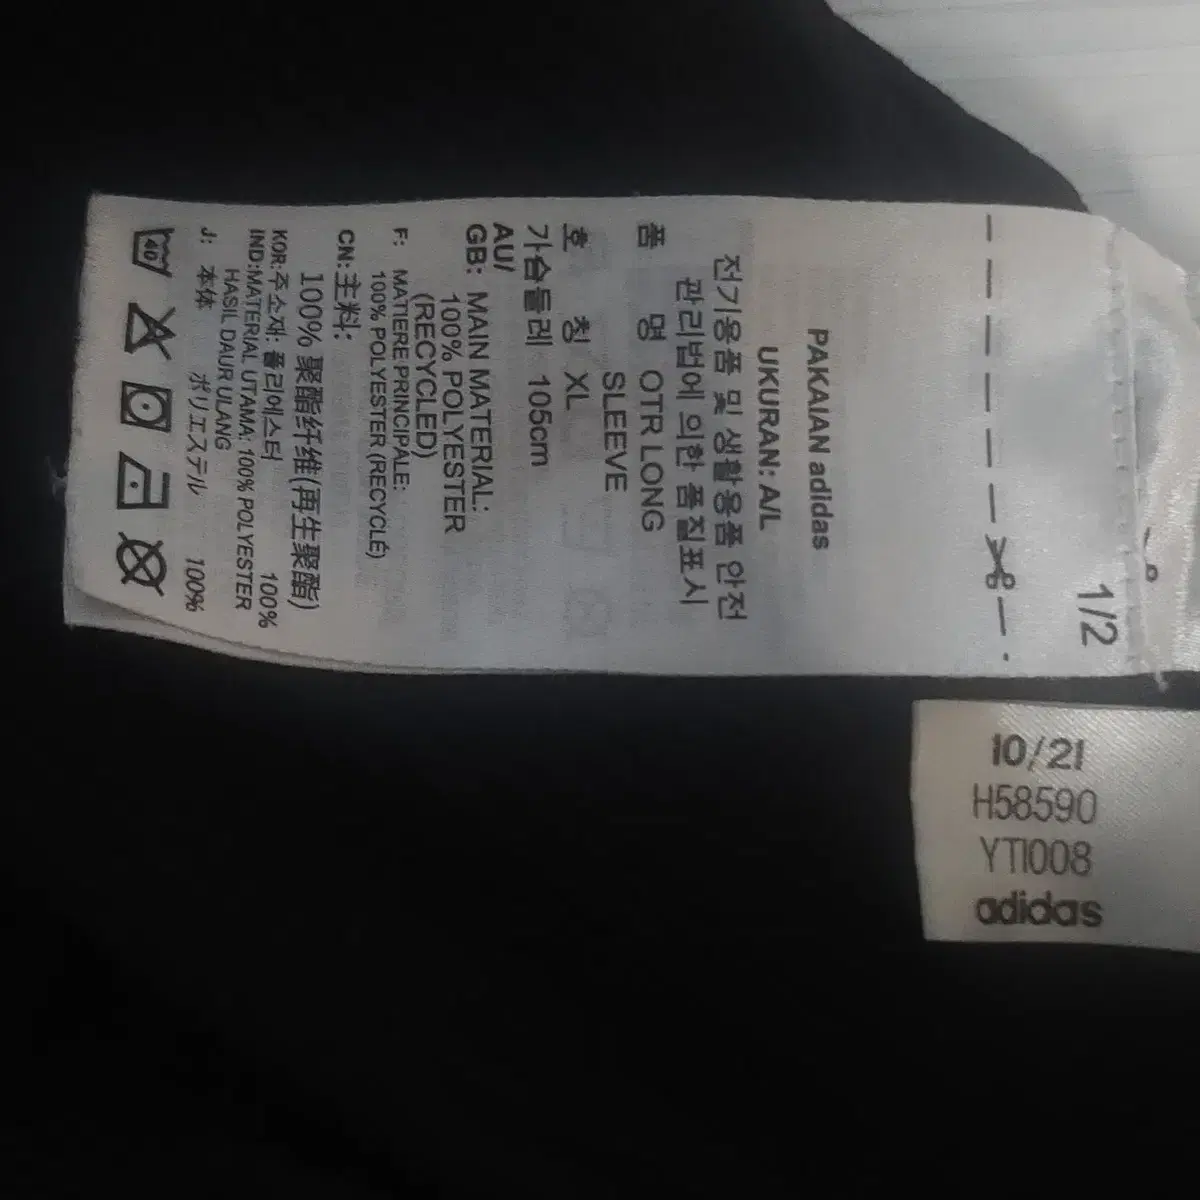 1/2
PAKAIAN adidas
UKURAN: A/L
전기용품 및 생활용품 안전
관리법에 의한 품질표시
품 명 OTR LONG
SLEEVE
호 칭 XL
가슴둘레 105cm
AU/
GB: MAIN MATERIAL:
100% POLYESTER
(RECYCLED)
F: MATIERE PRINCIPALE:
100% POLYESTER (RECYCLÉ)
CN: 主料:
100% 聚酯纤维(再生聚酯)
KOR:주소재: 폴리에스터 100%
IND:MATERIAL UTAMA: 100% POLYESTER
HASIL DAUR ULANG
J: 本体 ポリエステル 100%
40
10/21
H58590
YTI008
adidas